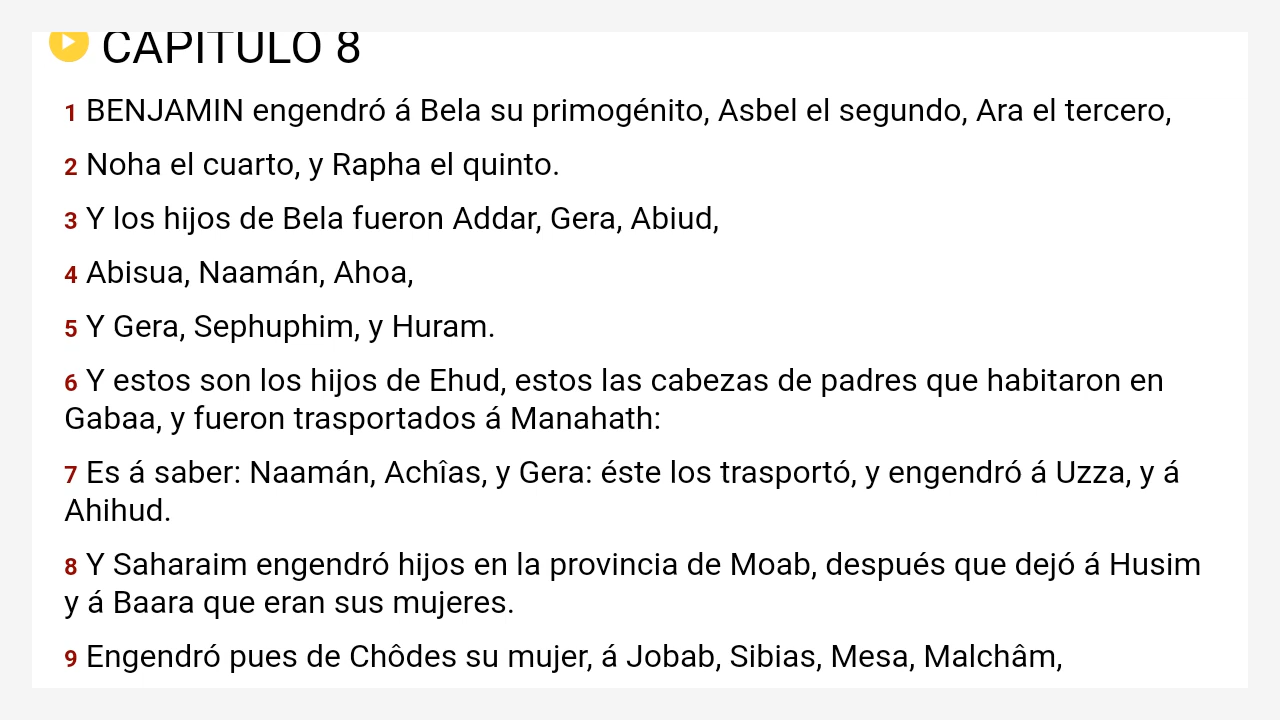 CAPITULO 8
1 BENJAMIN engendró á Bela su primogénito, Asbel el segundo, Ara el tercero,
2 Noha el cuarto, y Rapha el quinto.
3 Y los hijos de Bela fueron Addar, Gera, Abiud,
4 Abisua, Naamán, Ahoa,
5 Y Gera, Sephuphim, y Huram.
6 Y estos son los hijos de Ehud, estos las cabezas de padres que habitaron en
Gabaa, y fueron trasportados á Manahath:
7 Es á saber: Naamán, Achîas, y Gera: éste los trasportó, y engendró á Uzza, y á
Ahihud.
8 Y Saharaim engendró hijos en la provincia de Moab, después que dejó á Husim
y á Baara que eran sus mujeres.
9 Engendró pues de Chôdes su mujer, á Jobab, Sibias, Mesa, Malchâm,